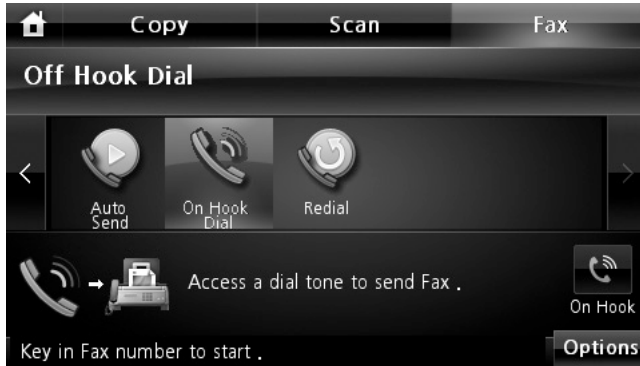 Copy Scan Fax
Off Hook Dial
Auto Send On Hook Dial Redial
Access a dial tone to send Fax .
On Hook
Key in Fax number to start . Options